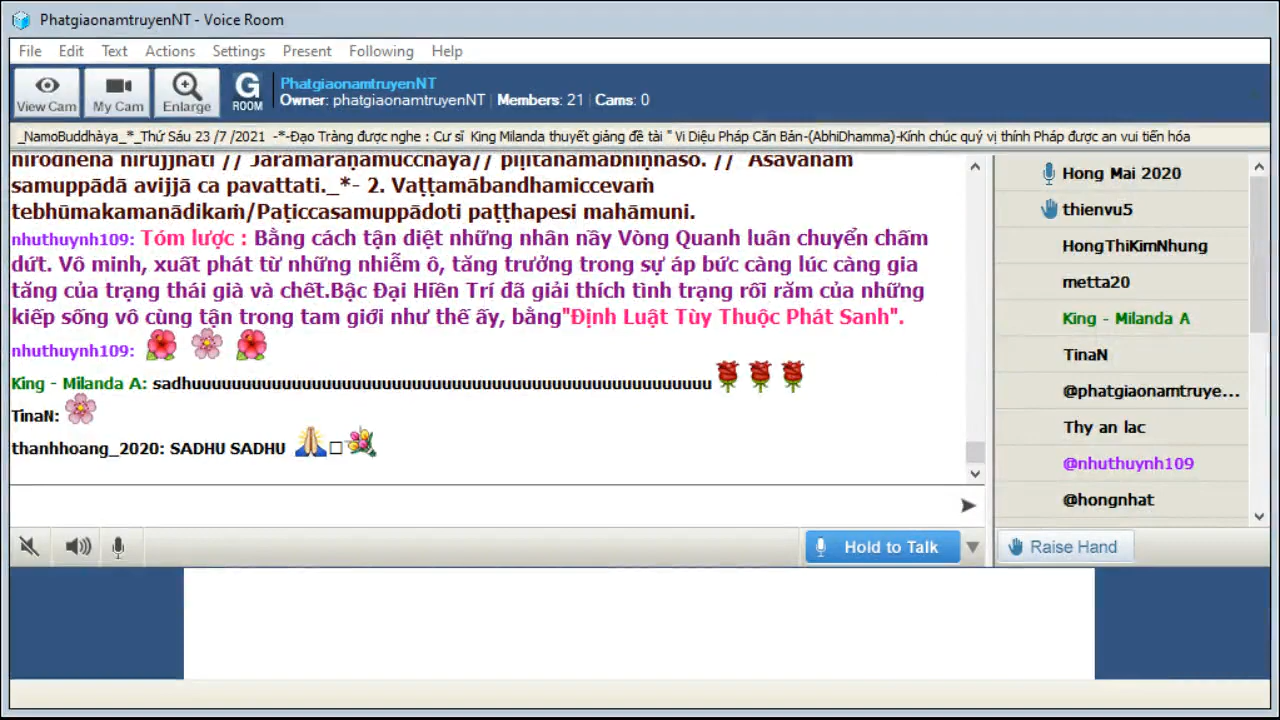 PhatgiaonamtruyenNT - Voice Room
File Edit Text Actions Settings Present Following Help
View Cam My Cam Enlarge G ROOM
PhatgiaonamtruyenNT
Owner: phatgiaonamtruyenNT | Members: 21 | Cams: 0
_NamoBuddhàya_*_Thứ Sáu 23 /7 /2021 -*-Đạo Tràng được nghe : Cư sĩ King Milanda thuyết giảng đề tài " Vi Diệu Pháp Căn Bản-(AbhiDhamma)-Kính chúc quý vị thính Pháp được an vui tiến hóa
nirodhena nirujjhati // Jarāmaraṇamucchāya// pīḷitānamabhiṇhaso. // Āsavānaṁ
samuppādā avijjā ca pavattati._*- 2. Vaṭṭamābandhamiccevaṁ
tebhūmakamanādikaṁ/Paṭiccasamuppādoti paṭṭhapesi mahāmuni.
nhuthuynh109: Tóm lược : Bằng cách tận diệt những nhân nầy Vòng Quanh luân chuyển chấm
dứt. Vô minh, xuất phát từ những nhiễm ô, tăng trưởng trong sự áp bức càng lúc càng gia
tăng của trạng thái già và chết.Bậc Đại Hiền Trí đã giải thích tình trạng rối răm của những
kiếp sống vô cùng tận trong tam giới như thế ấy, bằng"Định Luật Tùy Thuộc Phát Sanh".
nhuthuynh109:
King - Milanda A: sadhuuuuuuuuuuuuuuuuuuuuuuuuuuuuuuuuuuuuuuuuuuuuuuuuuuuu
TinaN:
thanhhoang_2020: SADHU SADHU
Hong Mai 2020
thienvu5
HongThiKimNhung
metta20
King - Milanda A
TinaN
@phatgiaonamtruye...
Thy an lac
@nhuthuynh109
@hongnhat
Hold to Talk
Raise Hand